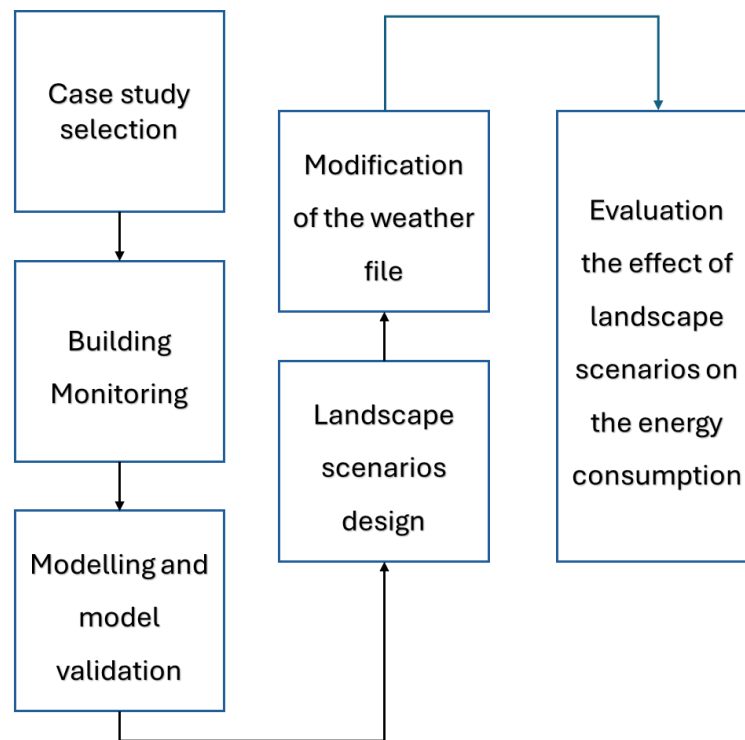 Case study
selection
Building
Monitoring
Modelling and
model
validation
Landscape
scenarios
design
Modification
of the weather
file
Evaluation
the effect of
landscape
scenarios on
the energy
consumption